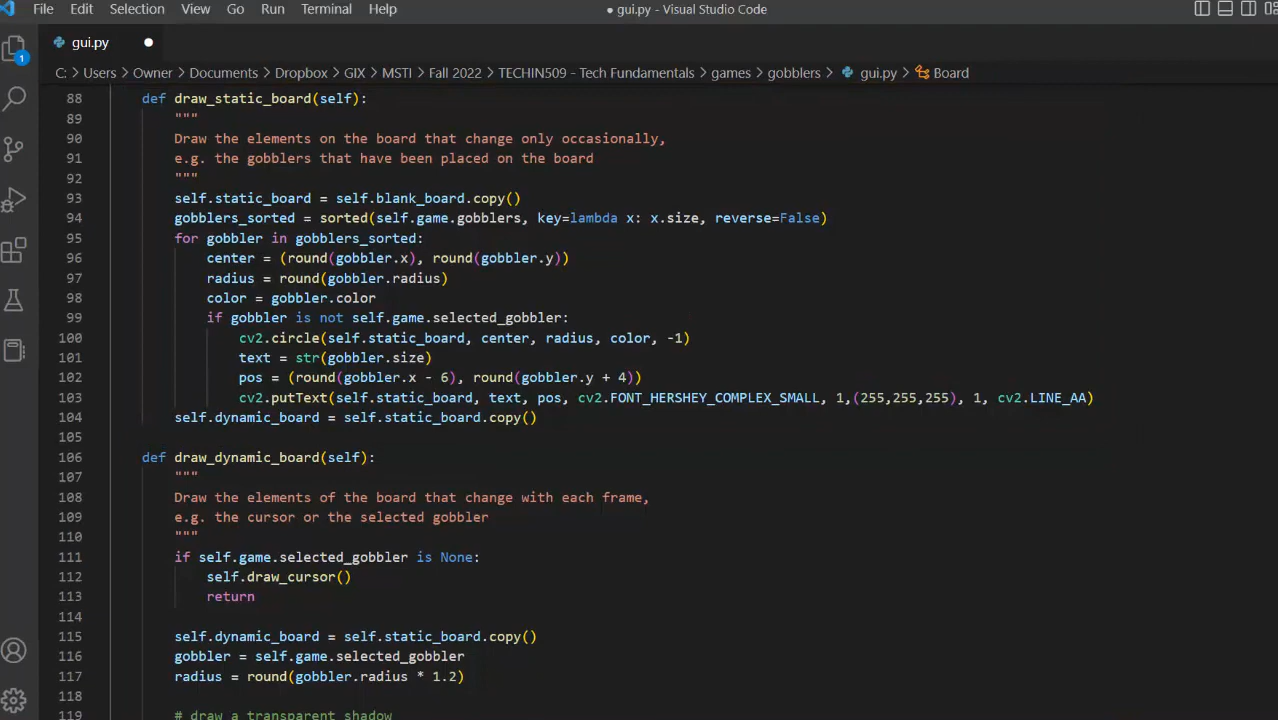 File Edit Selection View Go Run Terminal Help
● gui.py - Visual Studio Code
gui.py ●
1
C: > Users > Owner > Documents > Dropbox > GIX > MSTI > Fall 2022 > TECHIN509 - Tech Fundamentals > games > gobblers > gui.py > Board
88 def draw_static_board(self):
89 """
90 Draw the elements on the board that change only occasionally,
91 e.g. the gobblers that have been placed on the board
92 """
93 self.static_board = self.blank_board.copy()
94 gobblers_sorted = sorted(self.game.gobblers, key=lambda x: x.size, reverse=False)
95 for gobbler in gobblers_sorted:
96 center = (round(gobbler.x), round(gobbler.y))
97 radius = round(gobbler.radius)
98 color = gobbler.color
99 if gobbler is not self.game.selected_gobbler:
100 cv2.circle(self.static_board, center, radius, color, -1)
101 text = str(gobbler.size)
102 pos = (round(gobbler.x - 6), round(gobbler.y + 4))
103 cv2.putText(self.static_board, text, pos, cv2.FONT_HERSHEY_COMPLEX_SMALL, 1,(255,255,255), 1, cv2.LINE_AA)
104 self.dynamic_board = self.static_board.copy()
105
106 def draw_dynamic_board(self):
107 """
108 Draw the elements of the board that change with each frame,
109 e.g. the cursor or the selected gobbler
110 """
111 if self.game.selected_gobbler is None:
112 self.draw_cursor()
113 return
114
115 self.dynamic_board = self.static_board.copy()
116 gobbler = self.game.selected_gobbler
117 radius = round(gobbler.radius * 1.2)
118
119 # draw a transparent shadow